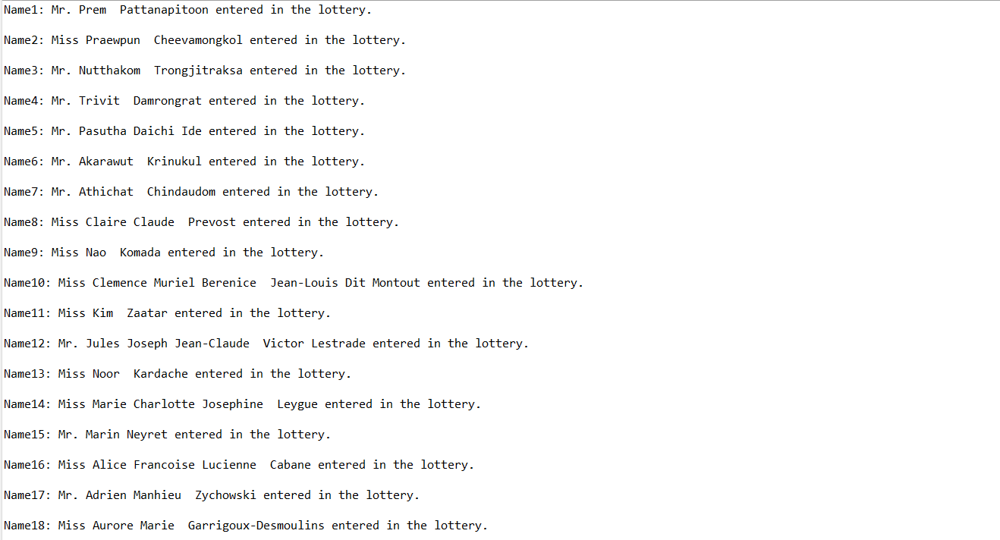 Name1: Mr. Prem  Pattanapitoon entered in the lottery.
Name2: Miss Praewpun  Cheevamongkol entered in the lottery.
Name3: Mr. Nutthakom  Trongjitraksa entered in the lottery.
Name4: Mr. Trivit  Damrongrat entered in the lottery.
Name5: Mr. Pasutha Daichi Ide entered in the lottery.
Name6: Mr. Akarawut  Krinukul entered in the lottery.
Name7: Mr. Athichat  Chindaudom entered in the lottery.
Name8: Miss Claire Claude  Prevost entered in the lottery.
Name9: Miss Nao  Komada entered in the lottery.
Name10: Miss Clemence Muriel Berenice  Jean-Louis Dit Montout entered in the lottery.
Name11: Miss Kim  Zaatar entered in the lottery.
Name12: Mr. Jules Joseph Jean-Claude  Victor Lestrade entered in the lottery.
Name13: Miss Noor  Kardache entered in the lottery.
Name14: Miss Marie Charlotte Josephine  Leygue entered in the lottery.
Name15: Mr. Marin Neyret entered in the lottery.
Name16: Miss Alice Francoise Lucienne  Cabane entered in the lottery.
Name17: Mr. Adrien Manhieu  Zychowski entered in the lottery.
Name18: Miss Aurore Marie  Garrigoux-Desmoulins entered in the lottery.